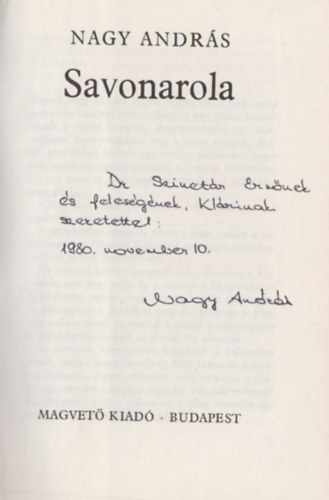 NAGY ANDRÁS
Savonarola
Dr Szinetár Ernőnek
és feleségének, Klárinak
szeretettel:
1980. november 10.
Nagy András
MAGVETŐ KIADÓ · BUDAPEST